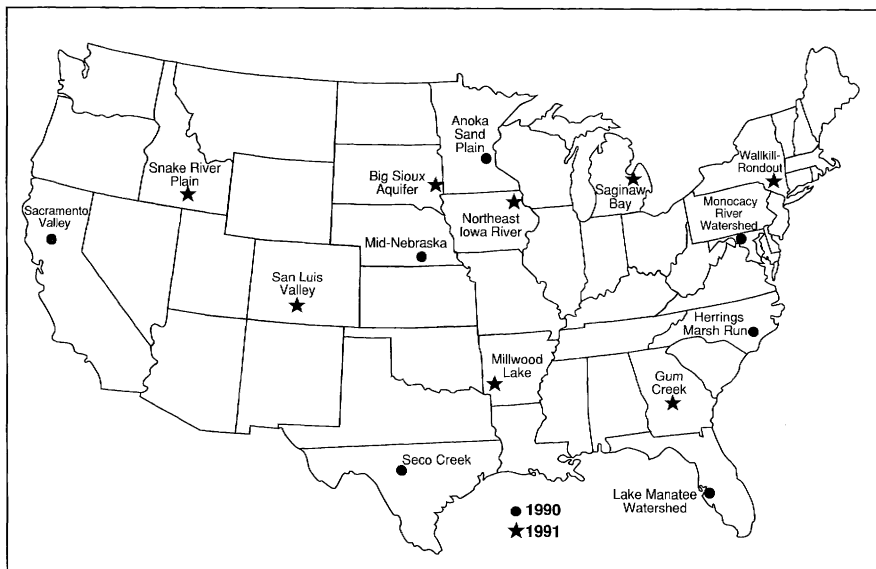 Anoka
Sand
Plain
Wallkill-
Rondout
Snake River
Plain
Big Sioux
Aquifer
Saginaw
Bay
Monocacy
River
Watershed
Sacramento
Valley
Northeast
Iowa River
Mid-Nebraska
San Luis
Valley
Herrings
Marsh Run
Millwood
Lake
Gum
Creek
Seco Creek
Lake Manatee
Watershed
1990
1991